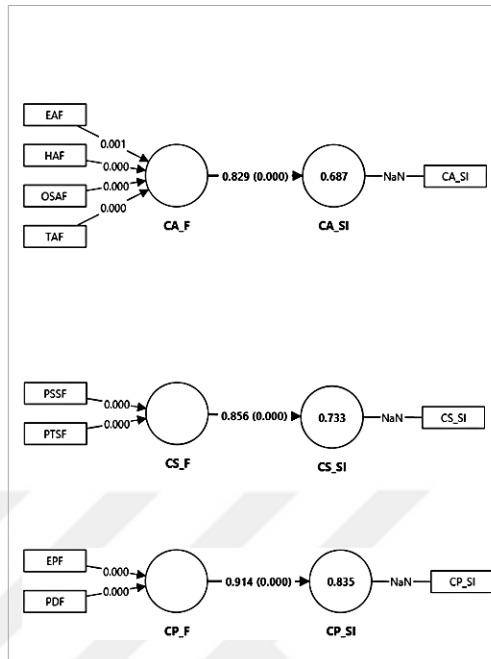 EAF
0.001
HAF
0.000
OSAF
0.000
TAF
0.000
0.829 (0.000)
0.687
NaN
CA_SI
CA_F
CA_SI
PSSF
0.000
PTSF
0.000
0.856 (0.000)
0.733
NaN
CS_SI
CS_F
CS_SI
EPF
0.000
PDF
0.000
0.914 (0.000)
0.835
NaN
CP_SI
CP_F
CP_SI